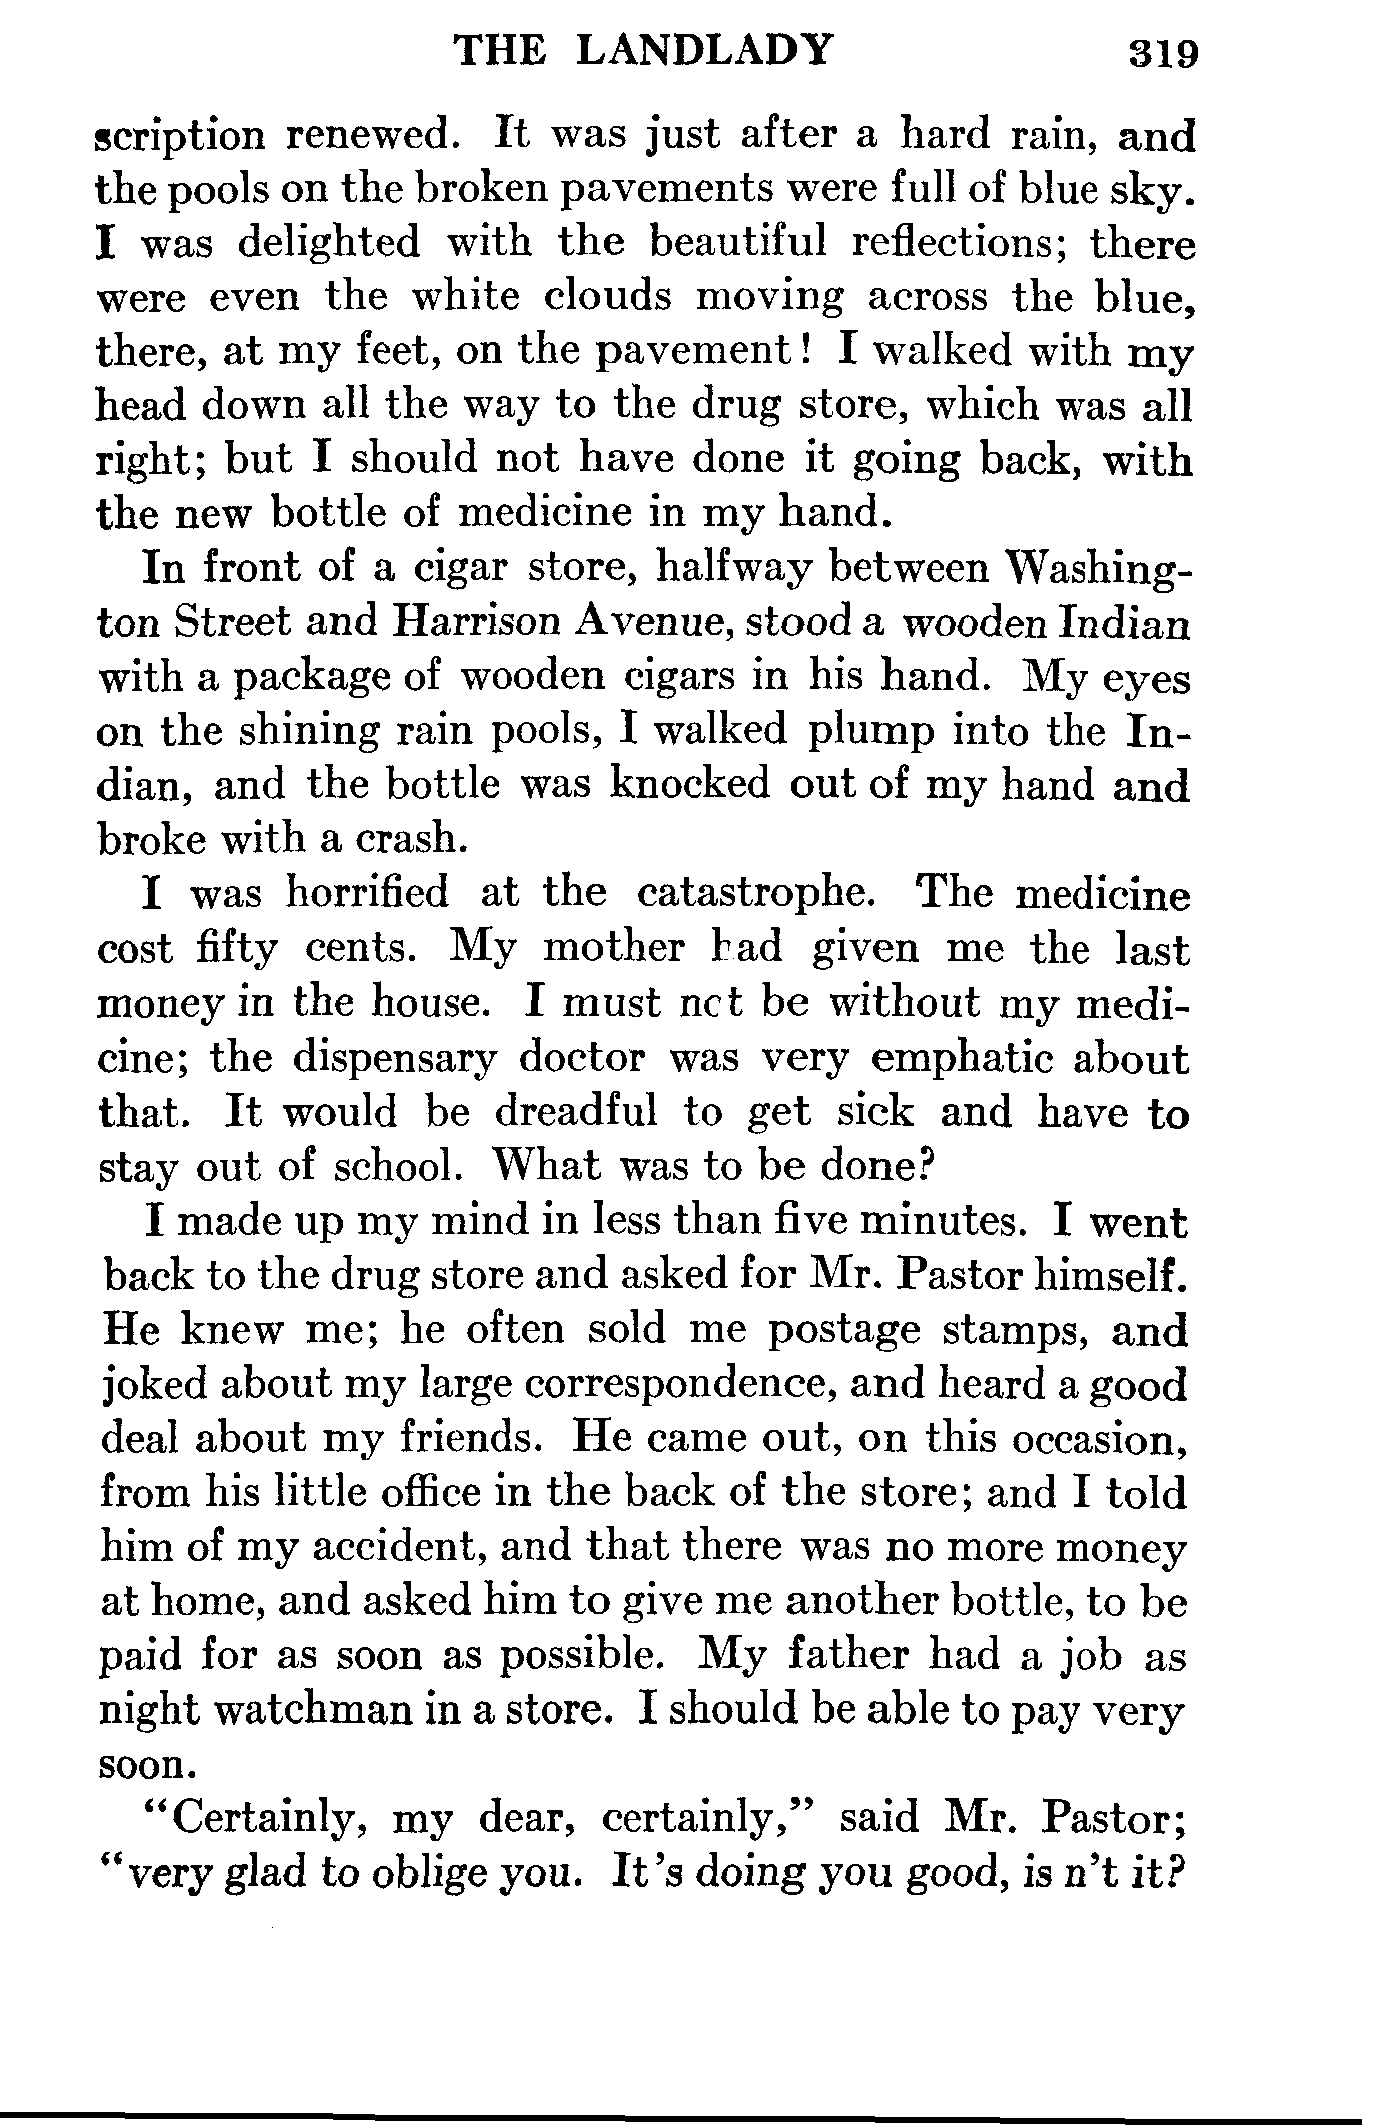 THE LANDLADY 319
scription renewed. It was just after a hard rain, and
the pools on the broken pavements were full of blue sky.
I was delighted with the beautiful reflections; there
were even the white clouds moving across the blue,
there, at my feet, on the pavement! I walked with my
head down all the way to the drug store, which was all
right; but I should not have done it going back, with
the new bottle of medicine in my hand.
In front of a cigar store, halfway between Washing-
ton Street and Harrison Avenue, stood a wooden Indian
with a package of wooden cigars in his hand. My eyes
on the shining rain pools, I walked plump into the In-
dian, and the bottle was knocked out of my hand and
broke with a crash.
I was horrified at the catastrophe. The medicine
cost fifty cents. My mother had given me the last
money in the house. I must not be without my medi-
cine; the dispensary doctor was very emphatic about
that. It would be dreadful to get sick and have to
stay out of school. What was to be done?
I made up my mind in less than five minutes. I went
back to the drug store and asked for Mr. Pastor himself.
He knew me; he often sold me postage stamps, and
joked about my large correspondence, and heard a good
deal about my friends. He came out, on this occasion,
from his little office in the back of the store; and I told
him of my accident, and that there was no more money
at home, and asked him to give me another bottle, to be
paid for as soon as possible. My father had a job as
night watchman in a store. I should be able to pay very
soon.
“Certainly, my dear, certainly,” said Mr. Pastor;
“very glad to oblige you. It's doing you good, is n't it?